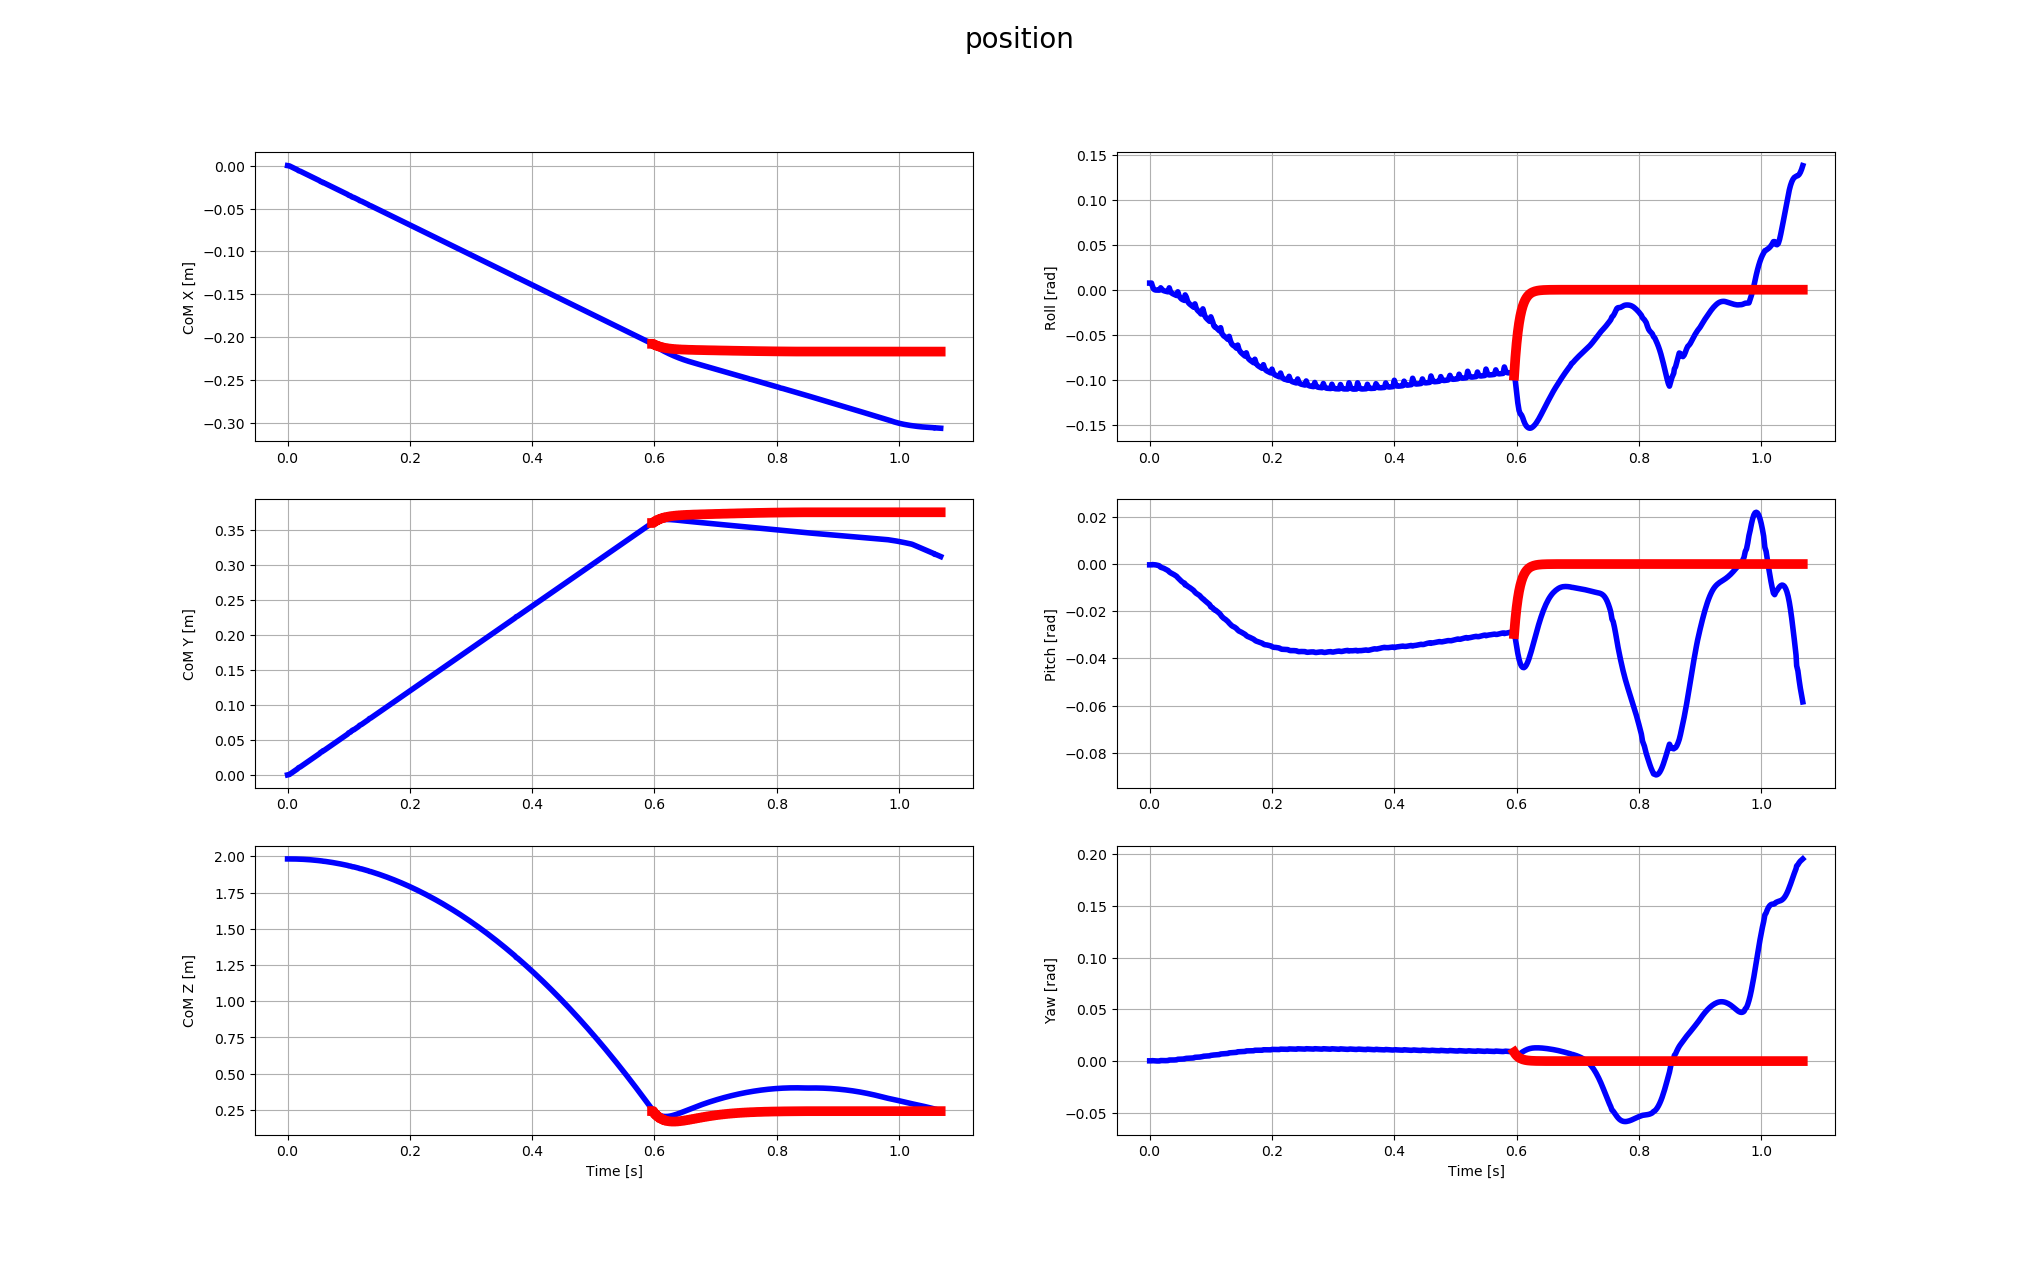 position
0.00
−0.05
−0.10
−0.15
−0.20
−0.25
−0.30
CoM X [m]
0.0 0.2 0.4 0.6 0.8 1.0
0.15
0.10
0.05
0.00
−0.05
−0.10
−0.15
Roll [rad]
0.0 0.2 0.4 0.6 0.8 1.0
0.35
0.30
0.25
0.20
0.15
0.10
0.05
0.00
CoM Y [m]
0.0 0.2 0.4 0.6 0.8 1.0
0.02
0.00
−0.02
−0.04
−0.06
−0.08
Pitch [rad]
0.0 0.2 0.4 0.6 0.8 1.0
2.00
1.75
1.50
1.25
1.00
0.75
0.50
0.25
CoM Z [m]
0.0 0.2 0.4 0.6 0.8 1.0
Time [s]
0.20
0.15
0.10
0.05
0.00
−0.05
Yaw [rad]
0.0 0.2 0.4 0.6 0.8 1.0
Time [s]